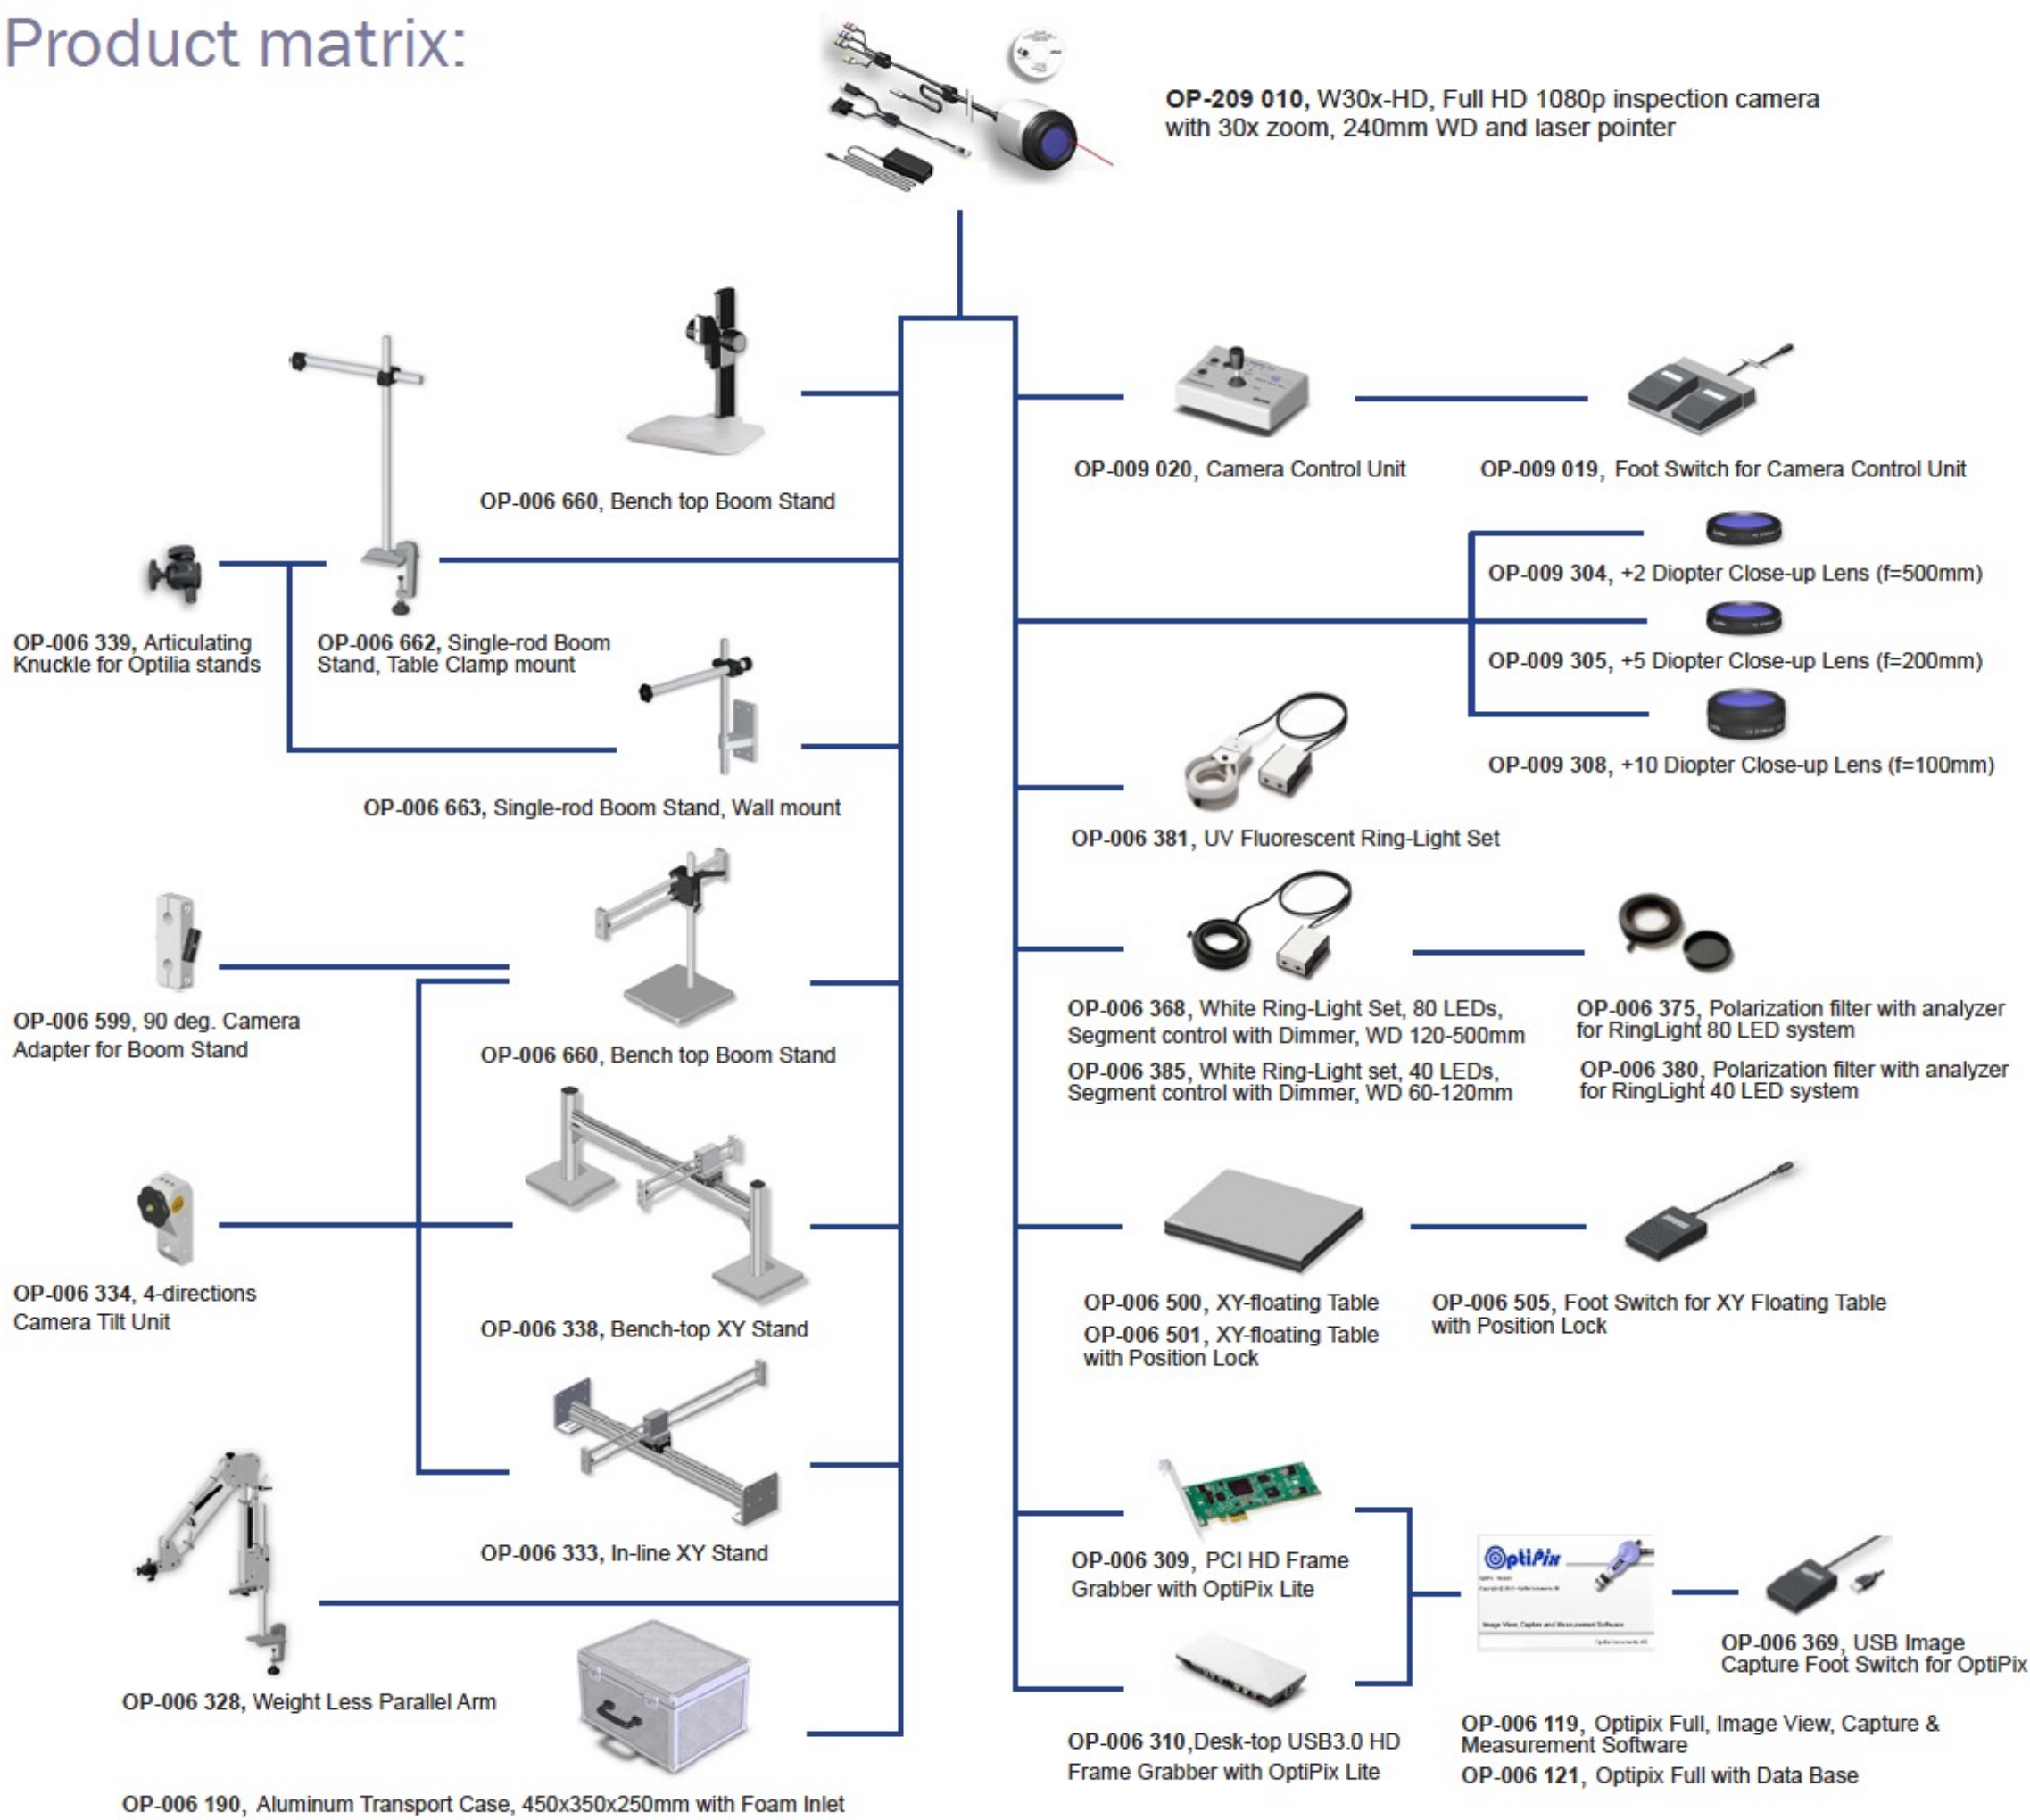 Product matrix:
OP-209 010, W30x-HD, Full HD 1080p inspection camera
with 30x zoom, 240mm WD and laser pointer
OP-006 660, Bench top Boom Stand
OP-006 339, Articulating
Knuckle for Optilia stands
OP-006 662, Single-rod Boom
Stand, Table Clamp mount
OP-006 663, Single-rod Boom Stand, Wall mount
OP-006 599, 90 deg. Camera
Adapter for Boom Stand
OP-006 660, Bench top Boom Stand
OP-006 334, 4-directions
Camera Tilt Unit
OP-006 338, Bench-top XY Stand
OP-006 333, In-line XY Stand
OP-006 328, Weight Less Parallel Arm
OP-006 190, Aluminum Transport Case, 450x350x250mm with Foam Inlet
OP-009 020, Camera Control Unit
OP-009 019, Foot Switch for Camera Control Unit
OP-009 304, +2 Diopter Close-up Lens (f=500mm)
OP-009 305, +5 Diopter Close-up Lens (f=200mm)
OP-009 308, +10 Diopter Close-up Lens (f=100mm)
OP-006 381, UV Fluorescent Ring-Light Set
OP-006 368, White Ring-Light Set, 80 LEDs,
Segment control with Dimmer, WD 120-500mm
OP-006 385, White Ring-Light set, 40 LEDs,
Segment control with Dimmer, WD 60-120mm
OP-006 375, Polarization filter with analyzer
for RingLight 80 LED system
OP-006 380, Polarization filter with analyzer
for RingLight 40 LED system
OP-006 500, XY-floating Table
OP-006 501, XY-floating Table
with Position Lock
OP-006 505, Foot Switch for XY Floating Table
with Position Lock
OP-006 309, PCI HD Frame
Grabber with OptiPix Lite
OP-006 310,Desk-top USB3.0 HD
Frame Grabber with OptiPix Lite
OptiPix
Image View, Capture and Measurement Software
OP-006 369, USB Image
Capture Foot Switch for OptiPix
OP-006 119, Optipix Full, Image View, Capture &
Measurement Software
OP-006 121, Optipix Full with Data Base